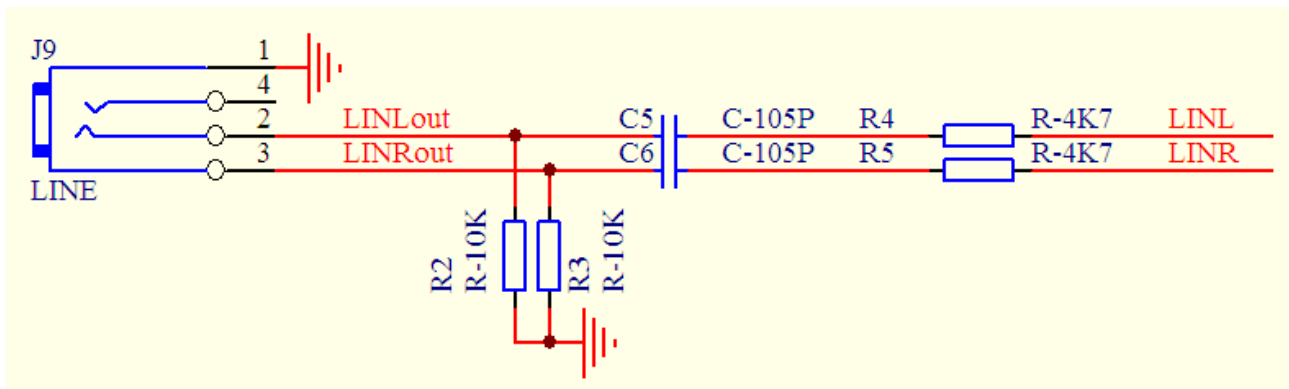 J9
1
4
2
3
LINE
LINLout
LINRout
C5
C6
C-105P
C-105P
R4
R5
R-4K7
R-4K7
LINL
LINR
R2
R-10K
R3
R-10K